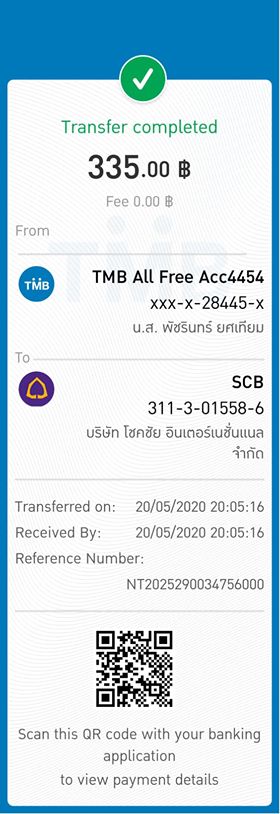 Transfer completed
335.00 ฿
Fee 0.00 ฿
From
TMB
TMB
TMB All Free Acc4454
xxx-x-28445-x
น.ส. พัชรินทร์ ยศเทียม
To
SCB
311-3-01558-6
บริษัท โชคชัย อินเตอร์เนชั่นแนล
จำกัด
Transferred on: 20/05/2020 20:05:16
Received By: 20/05/2020 20:05:16
Reference Number:
NT2025290034756000
Scan this QR code with your banking
application
to view payment details